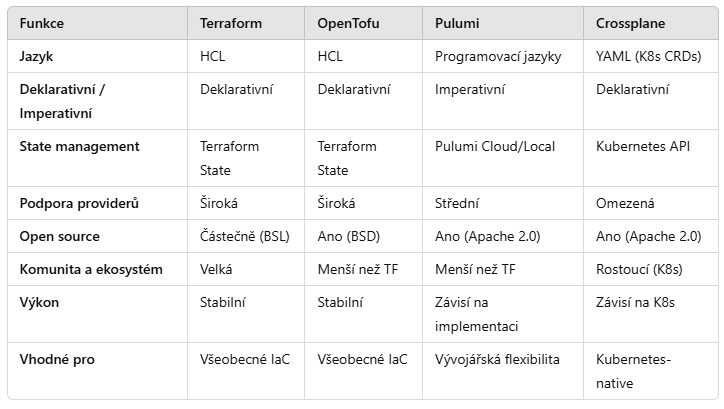 Funkce Terraform OpenTofu Pulumi Crossplane
Jazyk HCL HCL Programovací jazyky YAML (K8s CRDs)
Deklarativní / Deklarativní Deklarativní Imperativní Deklarativní
Imperativní
State management Terraform Terraform Pulumi Cloud/Local Kubernetes API
State State
Podpora providerů Široká Široká Střední Omezená
Open source Částečně (BSL) Ano (BSD) Ano (Apache 2.0) Ano (Apache 2.0)
Komunita a ekosystém Velká Menší než TF Menší než TF Rostoucí (K8s)
Výkon Stabilní Stabilní Závisí na Závisí na K8s
implementaci
Vhodné pro Všeobecné IaC Všeobecné IaC Vývojářská flexibilita Kubernetes-
native